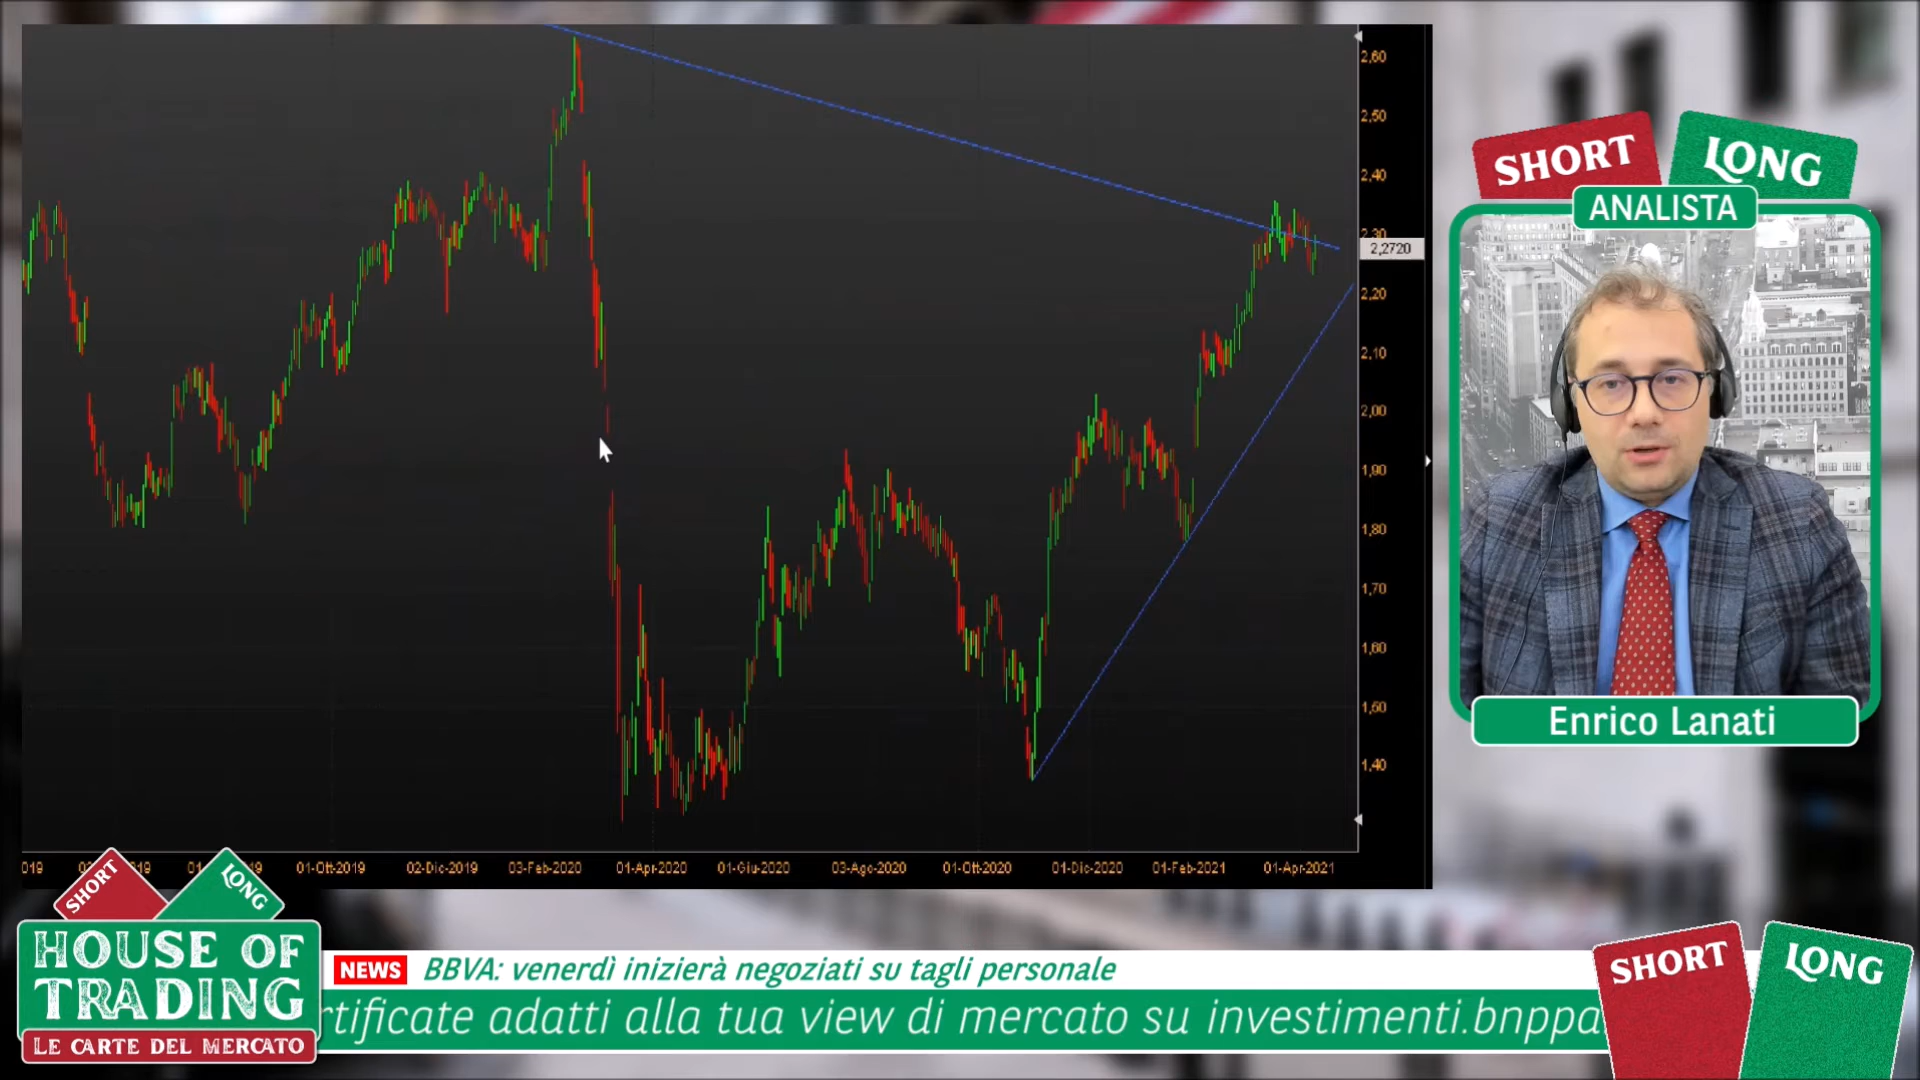 2,60
2,50
2,40
2,30
2,2720
2,20
2,10
2,00
1,90
1,80
1,70
1,60
1,50
1,40
019
01-Ott-2019
02-Dic-2019
03-Feb-2020
01-Apr-2020
01-Giu-2020
03-Ago-2020
01-Ott-2020
01-Dic-2020
01-Feb-2021
01-Apr-2021
SHORT
LONG
ANALISTA
Enrico Lanati
SHORT
LONG
HOUSE OF
TRADING
LE CARTE DEL MERCATO
NEWS BBVA: venerdì inizierà negoziati su tagli personale
rtificate adatti alla tua view di mercato su investimenti.bnppa
SHORT
LONG